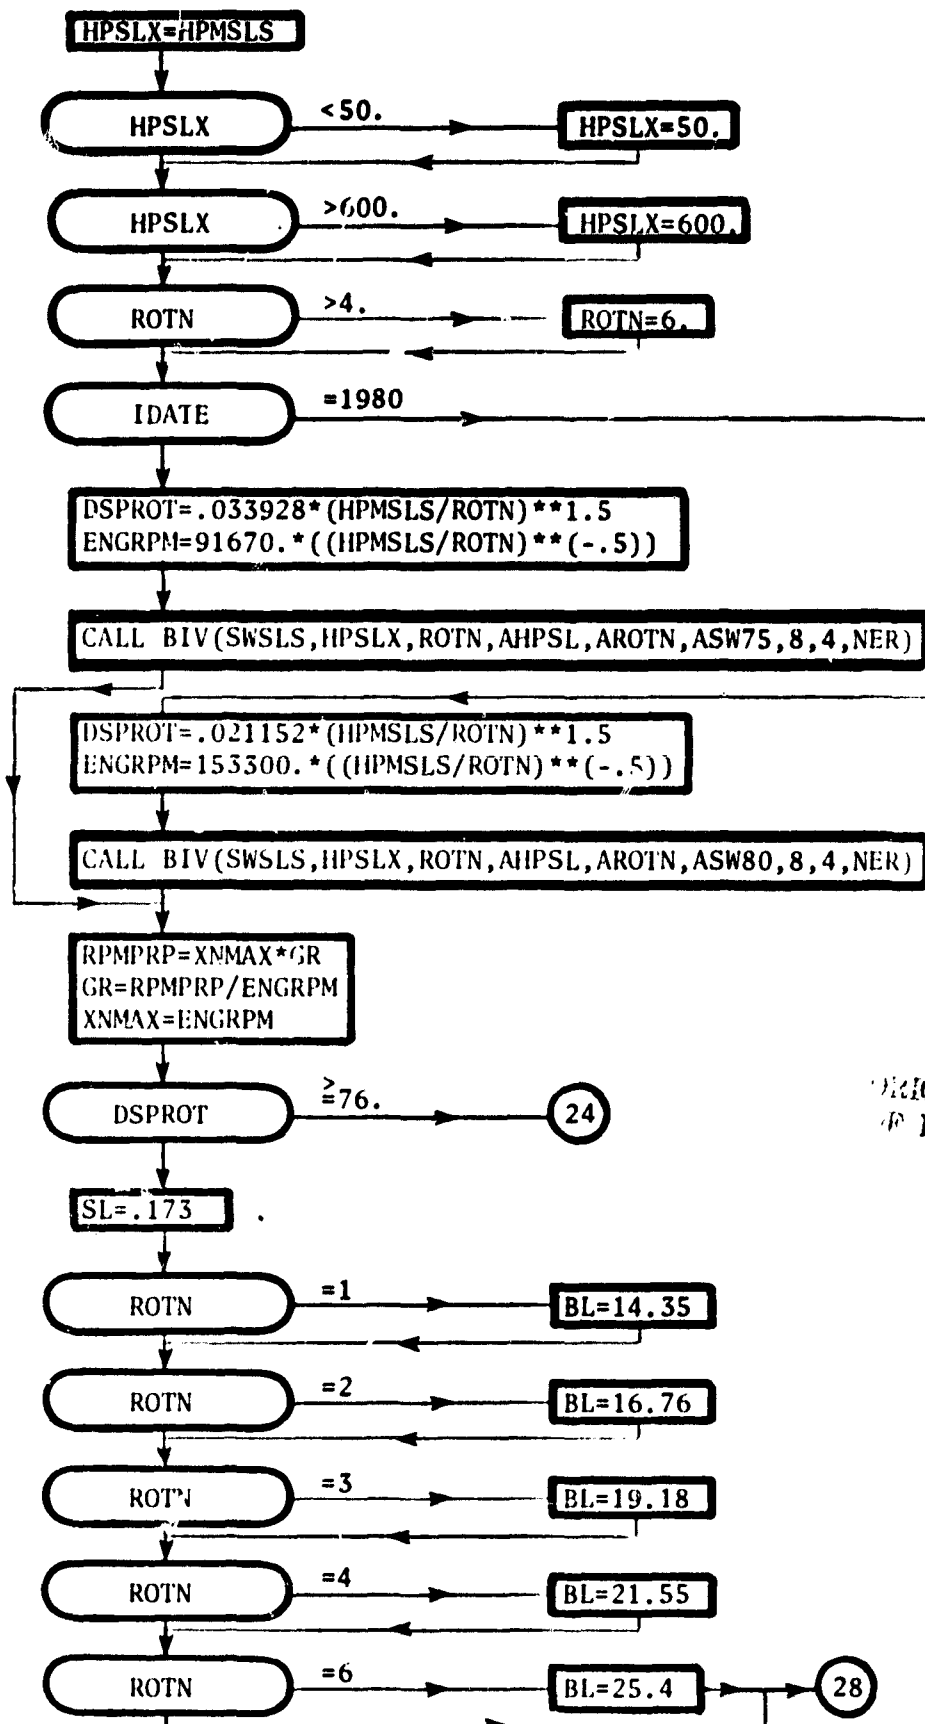 HPSLX=HPMSLS
HPSLX
<50.
HPSLX=50.
HPSLX
>600.
HPSLX=600.
ROTN
>4.
ROTN=6.
IDATE
=1980
DSPROT=.033928*(HPMSLS/ROTN)**1.5
ENGRPM=91670.*((HPMSLS/ROTN)**(-.5))
CALL BIV(SWSLS,HPSLX,ROTN,AHPSL,AROTN,ASW75,8,4,NER)
DSPROT=.021152*(HPMSLS/ROTN)**1.5
ENGRPM=153300.*((HPMSLS/ROTN)**(-.5))
CALL BIV(SWSLS,HPSLX,ROTN,AHPSL,AROTN,ASW80,8,4,NER)
RPMPRP=XNMAX*GR
GR=RPMPRP/ENGRPM
XNMAX=ENGRPM
DSPROT
≥76.
24
SL=.173
ROTN
=1
BL=14.35
ROTN
=2
BL=16.76
ROTN
=3
BL=19.18
ROTN
=4
BL=21.55
ROTN
=6
BL=25.4
28